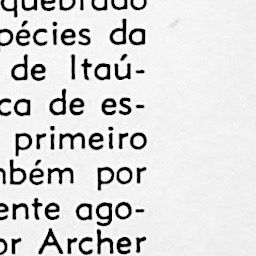 quebrado
pécies da
de Itaú-
ca de es-
primeiro
mbém por
ente ago-
or Archer